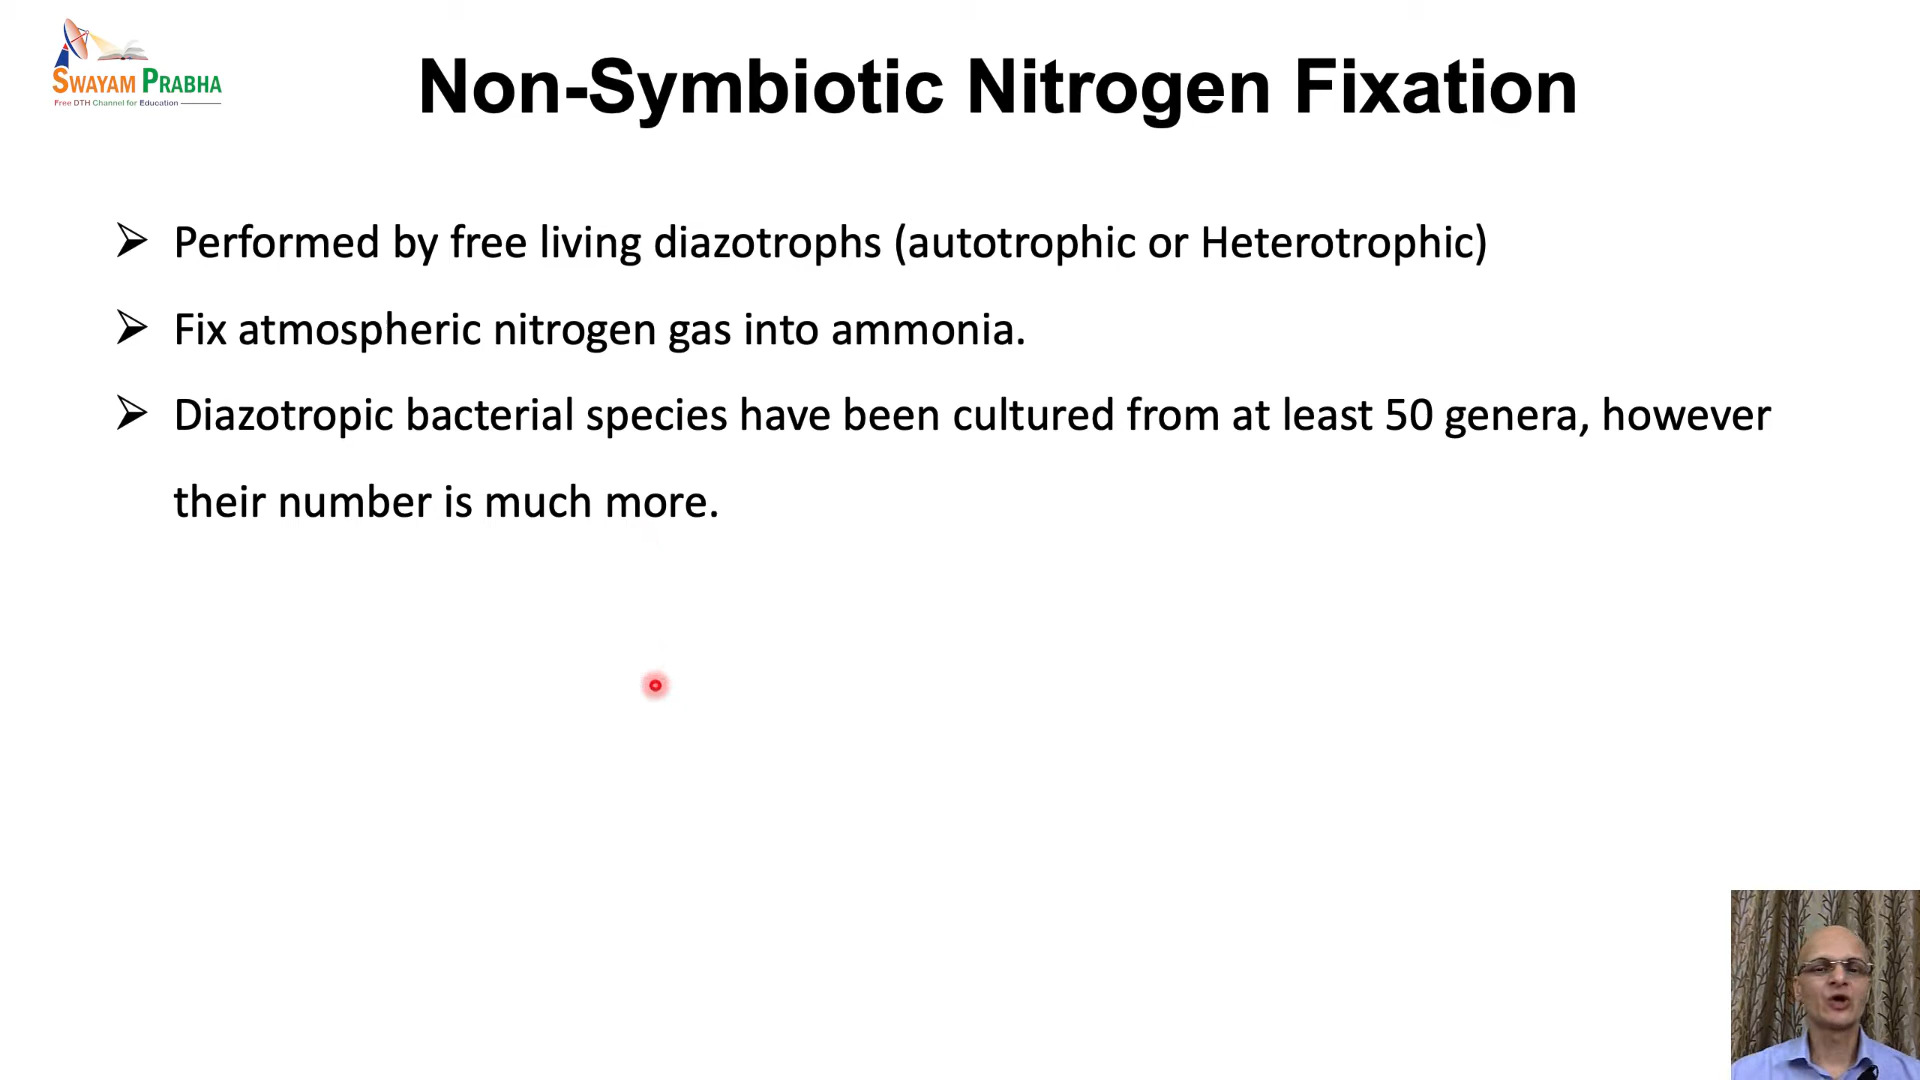 SWAYAM PRABHA
Free DTH Channel for Education
Non-Symbiotic Nitrogen Fixation
➢ Performed by free living diazotrophs (autotrophic or Heterotrophic)
➢ Fix atmospheric nitrogen gas into ammonia.
➢ Diazotropic bacterial species have been cultured from at least 50 genera, however
their number is much more.